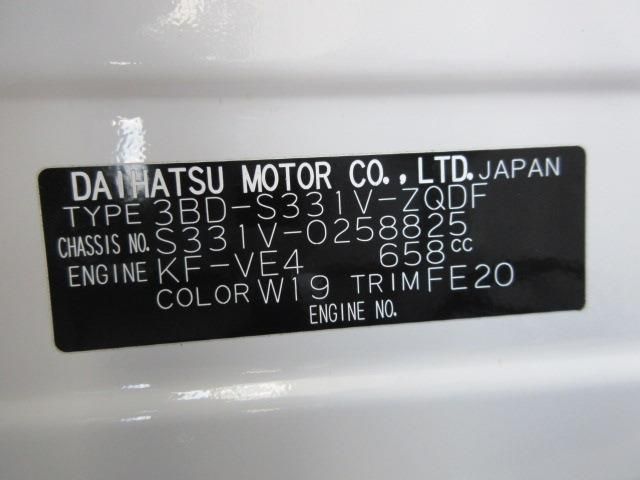 DAIHATSU MOTOR CO.,LTD. JAPAN
TYPE 3BD-S331V-ZQDF
CHASSIS NO. S331V-0258825
ENGINE KF-VE4 658cc
COLOR W19 TRIM FE20
ENGINE NO.